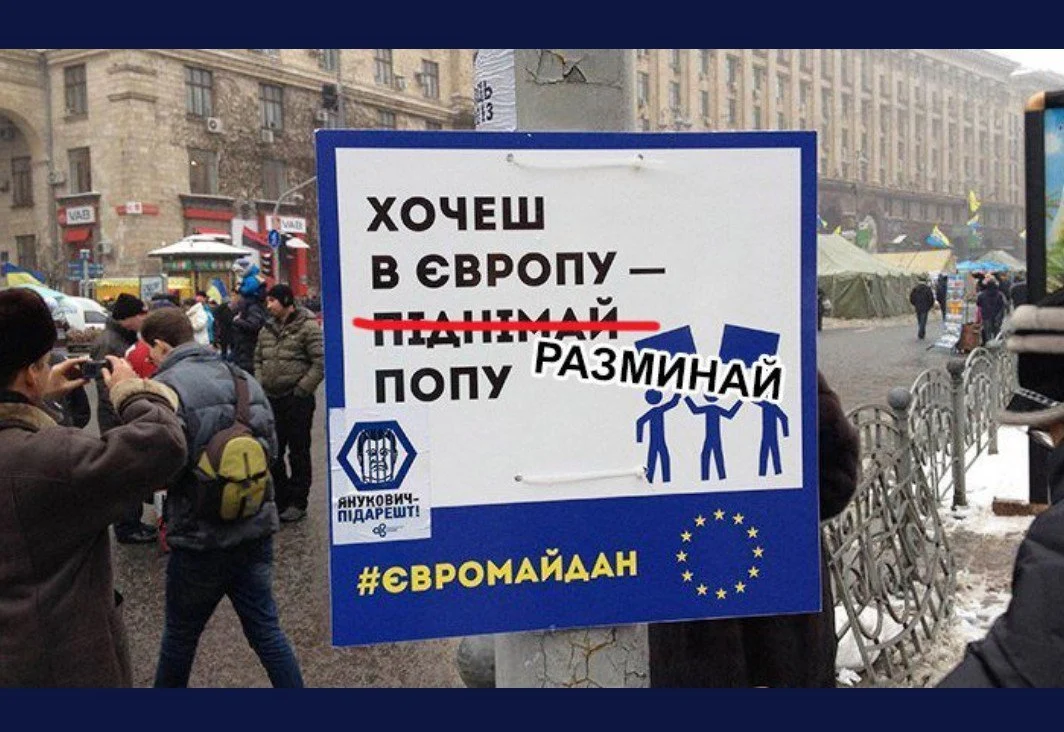 ХОЧЕШ
В ЄВРОПУ –
ПІДНІМАЙ
РАЗМИНАЙ
ПОПУ
ЯНУКОВИЧ-
ПІДАРЕШТ!
#ЄВРОМАЙДАН
VAB
VAB